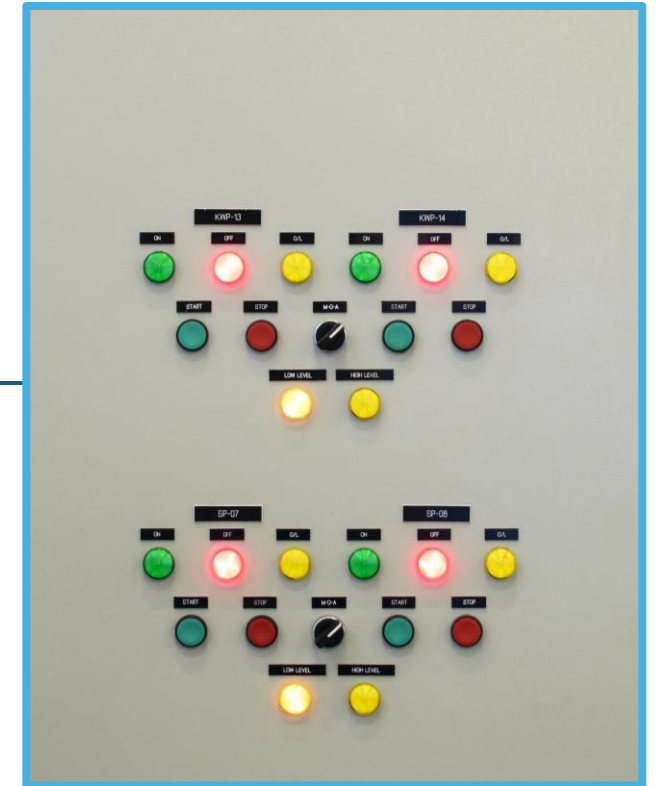 KWP-13 KWP-14
ON OFF O/L ON OFF O/L
START STOP M-O-A START STOP
LOW LEVEL HIGH LEVEL
SP-07 SP-08
ON OFF O/L ON OFF O/L
START STOP M-O-A START STOP
LOW LEVEL HIGH LEVEL